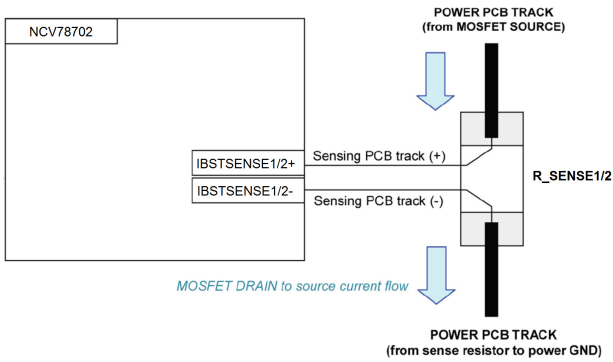 POWER PCB TRACK
(from MOSFET SOURCE)
NCV78702
IBSTSENSE1/2+
Sensing PCB track (+)
R_SENSE1/2
IBSTSENSE1/2-
Sensing PCB track (-)
MOSFET DRAIN to source current flow
POWER PCB TRACK
(from sense resistor to power GND)